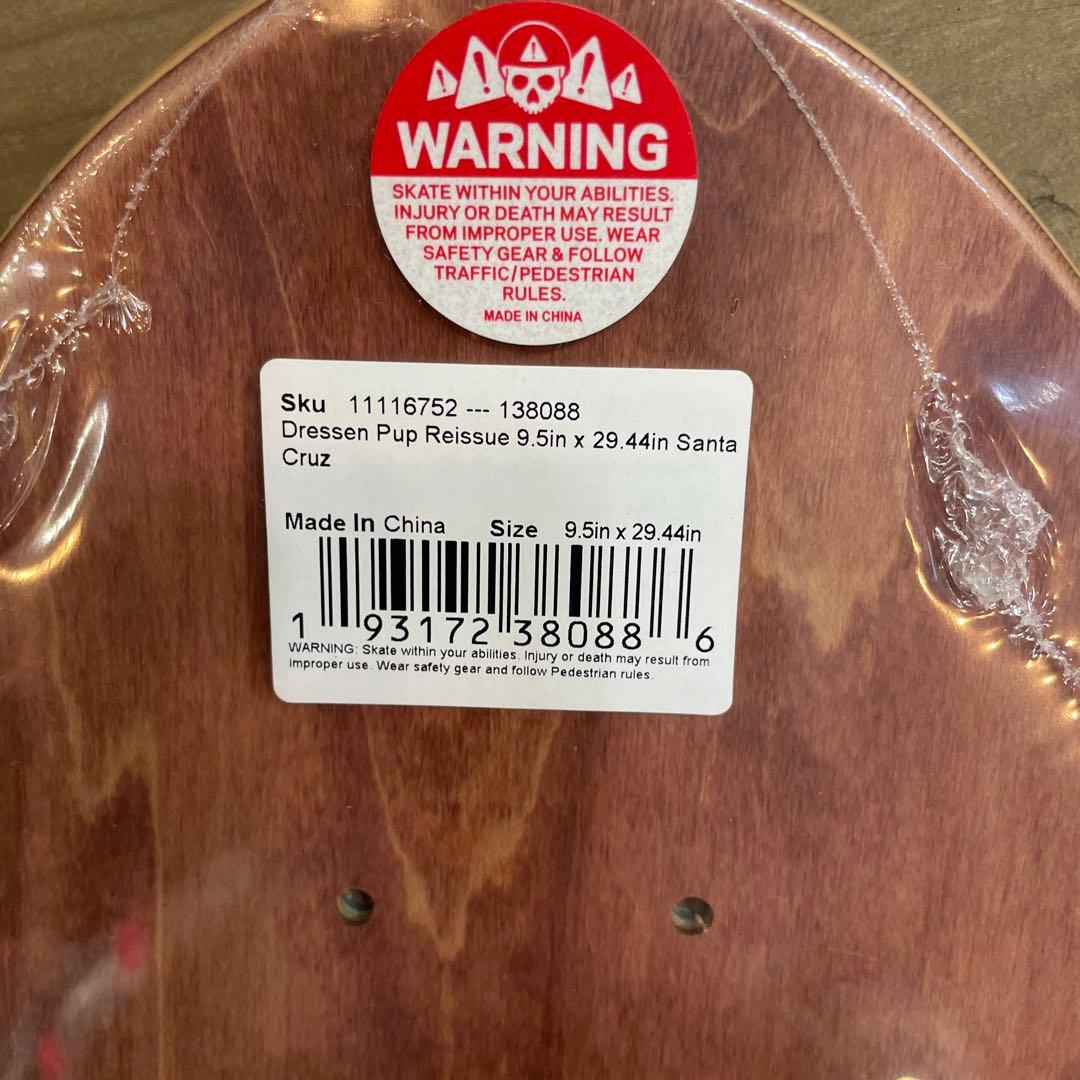 WARNING
SKATE WITHIN YOUR ABILITIES.
INJURY OR DEATH MAY RESULT
FROM IMPROPER USE. WEAR
SAFETY GEAR & FOLLOW
TRAFFIC/PEDESTRIAN
RULES.
MADE IN CHINA
Sku 11116752 --- 138088
Dressen Pup Reissue 9.5in x 29.44in Santa
Cruz
Made In China Size 9.5in x 29.44in
1 93172 38088 6
WARNING: Skate within your abilities. Injury or death may result from
improper use. Wear safety gear and follow Pedestrian rules.